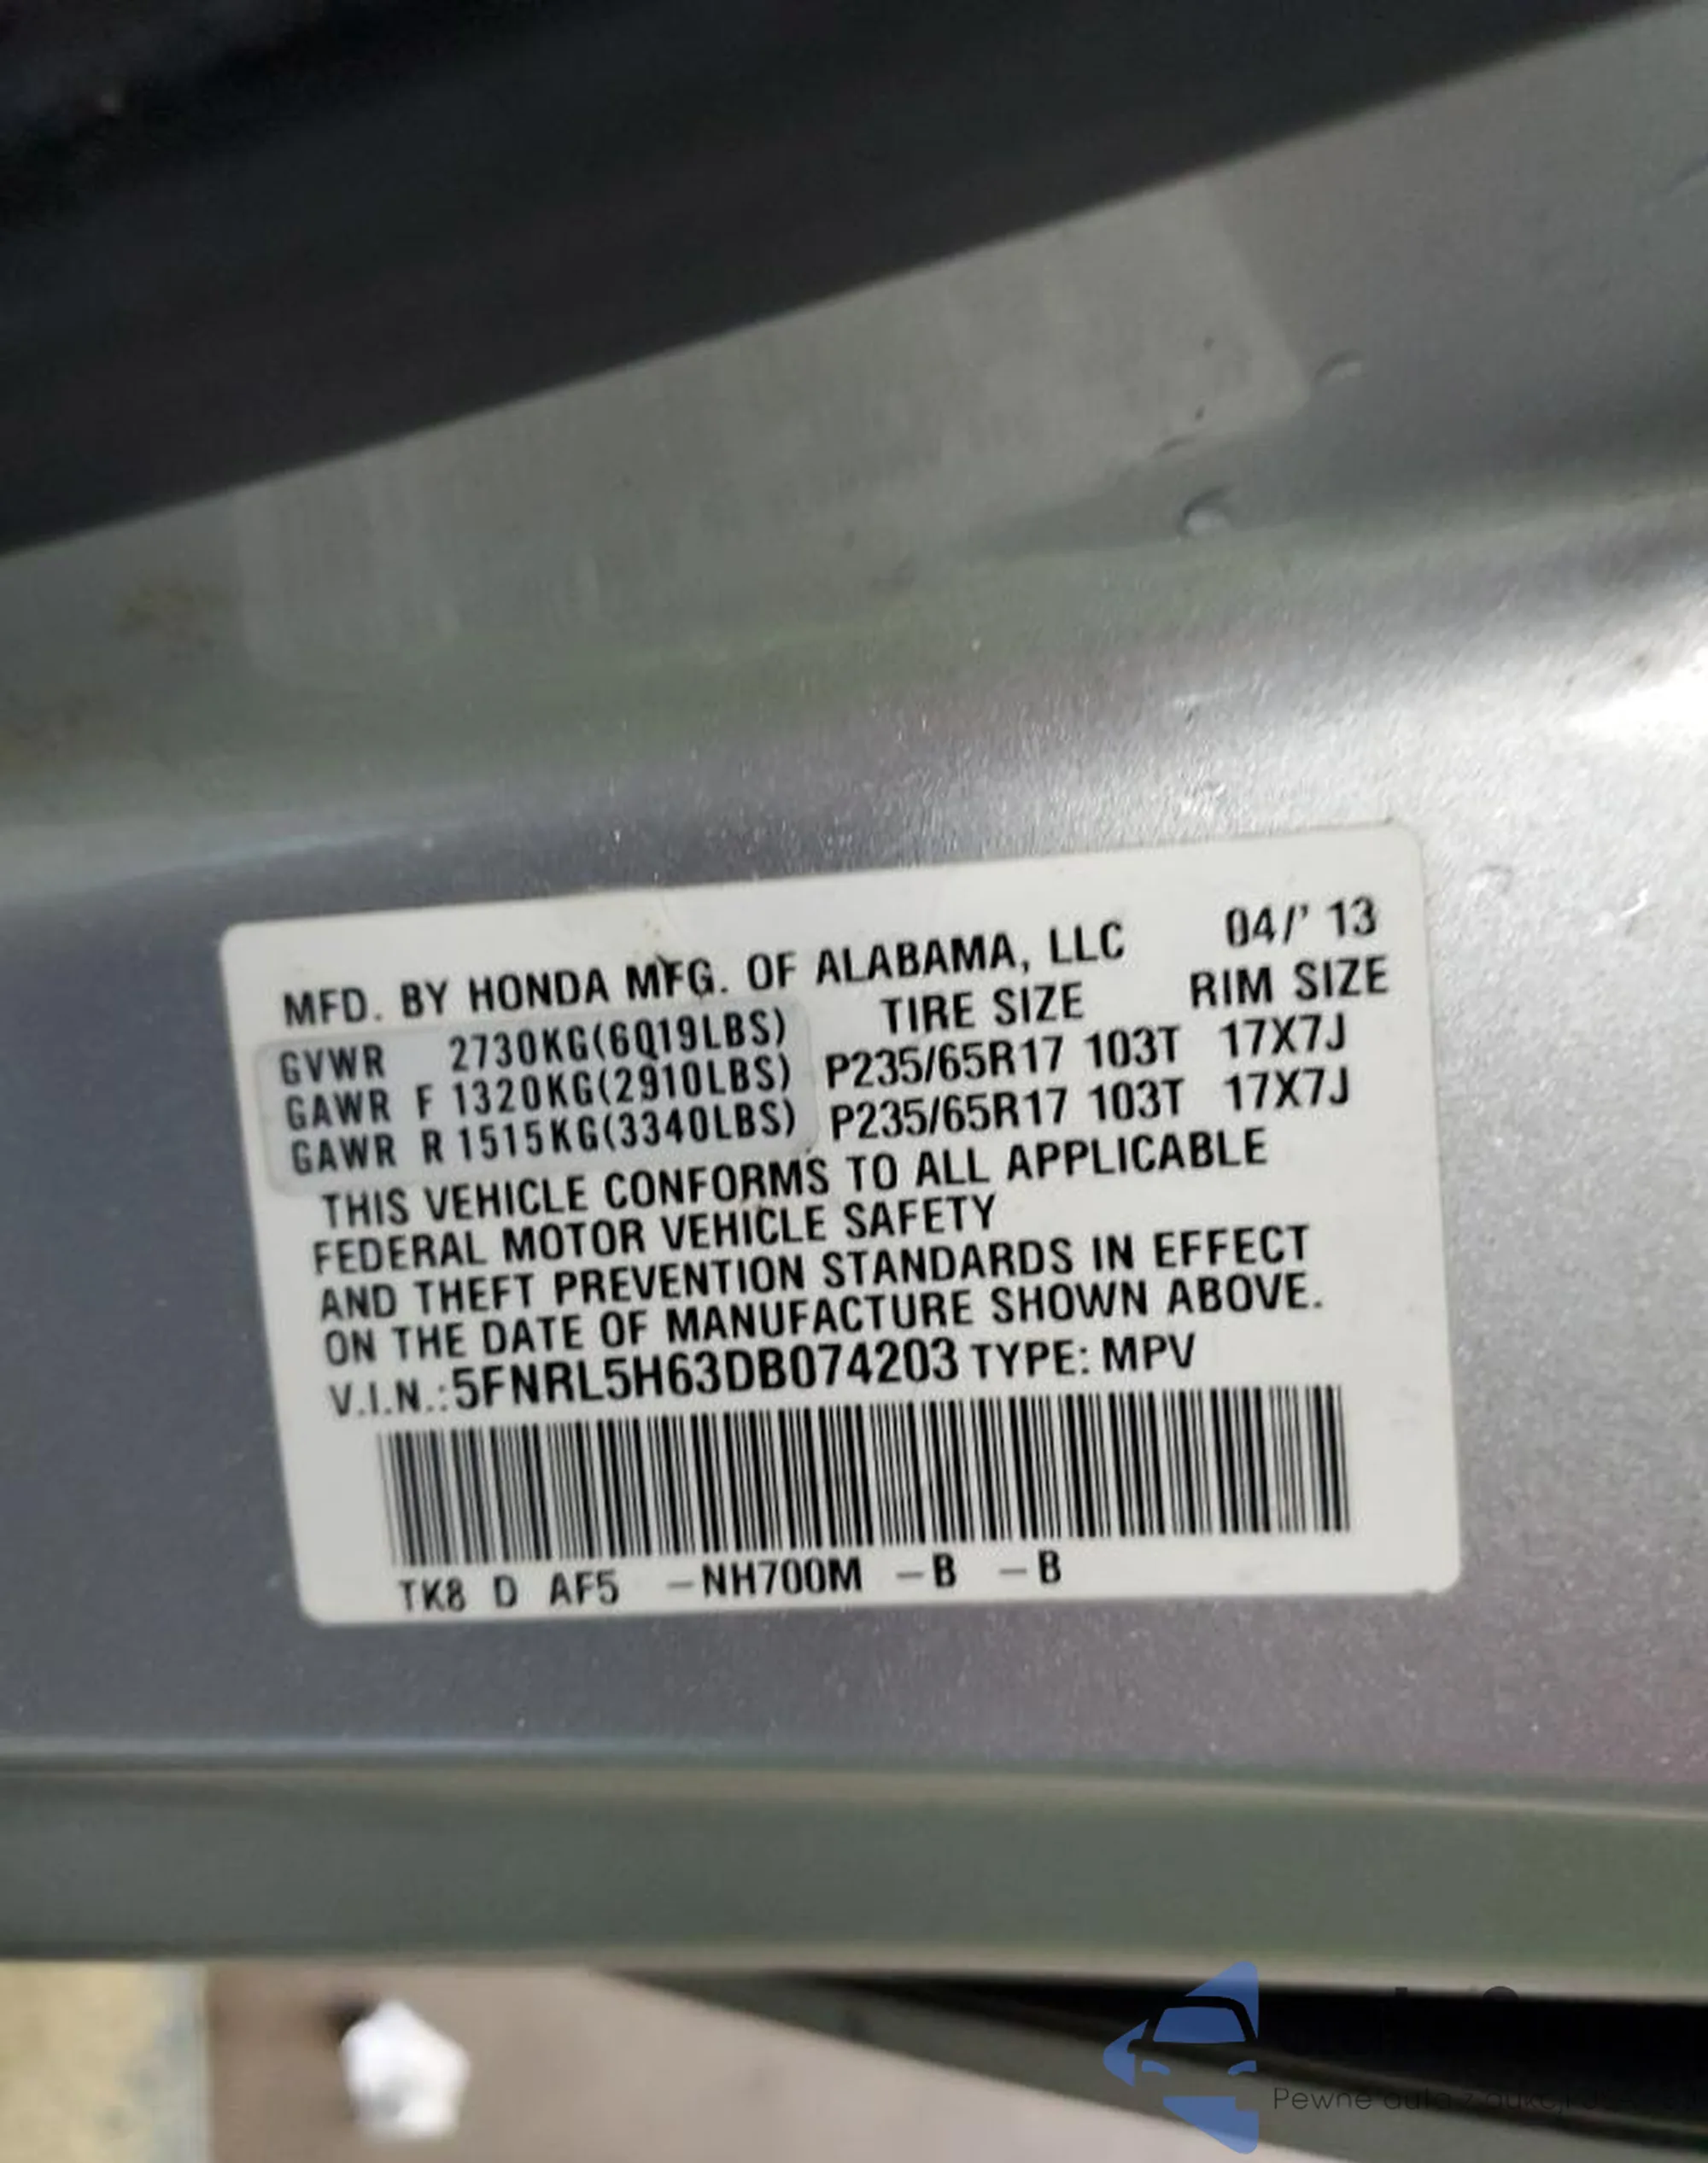 MFD. BY HONDA MFG. OF ALABAMA, LLC 04/' 13
TIRE SIZE RIM SIZE
GVWR 2730KG(6019LBS)
GAWR F 1320KG(2910LBS) P235/65R17 103T 17X7J
GAWR R 1515KG(3340LBS) P235/65R17 103T 17X7J
THIS VEHICLE CONFORMS TO ALL APPLICABLE
FEDERAL MOTOR VEHICLE SAFETY
AND THEFT PREVENTION STANDARDS IN EFFECT
ON THE DATE OF MANUFACTURE SHOWN ABOVE.
V.I.N.:5FNRL5H63DB074203 TYPE: MPV
TK8 D AF5 –NH700M –B –B
Pewne auta z aukcji